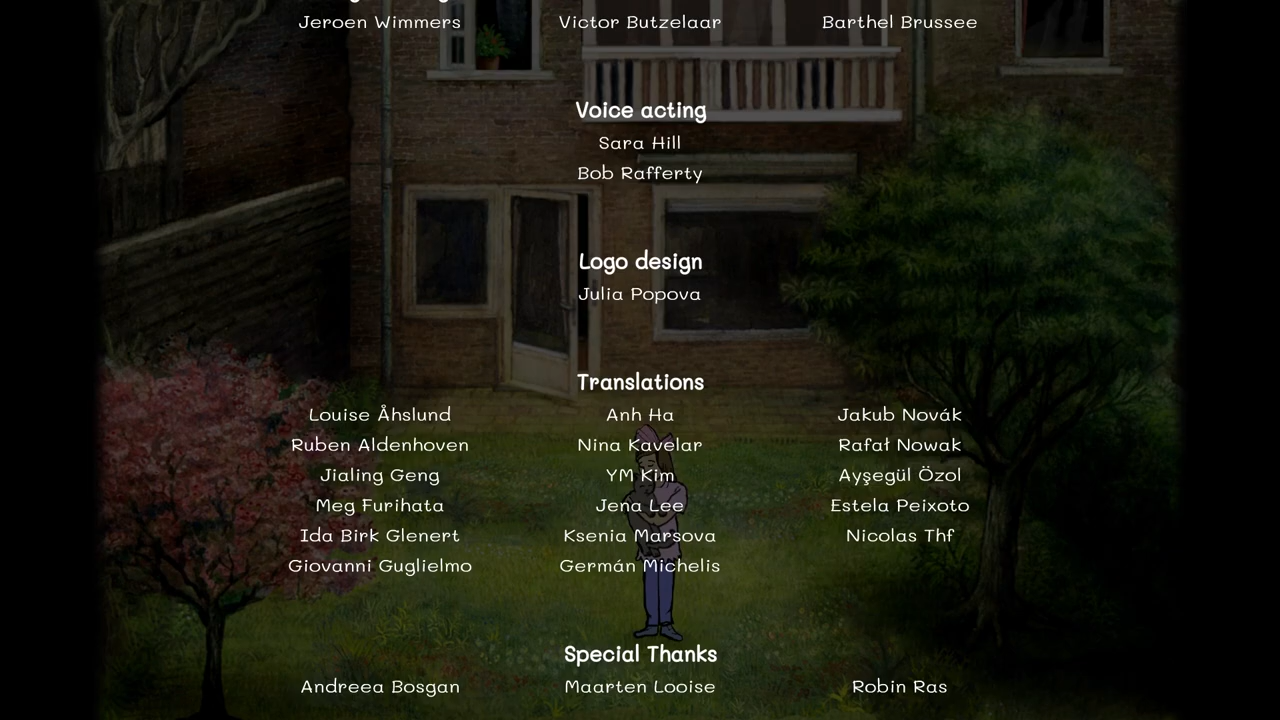 Jeroen Wimmers Victor Butzelaar Barthel Brussee
Voice acting
Sara Hill
Bob Rafferty
Logo design
Julia Popova
Translations
Louise Åhslund Anh Ha Jakub Novák
Ruben Aldenhoven Nina Kavelar Rafał Nowak
Jialing Geng YM Kim Ayşegül Özol
Meg Furihata Jena Lee Estela Peixoto
Ida Birk Glenert Ksenia Marsova Nicolas Thf
Giovanni Guglielmo Germán Michelis
Special Thanks
Andreea Bosgan Maarten Looise Robin Ras